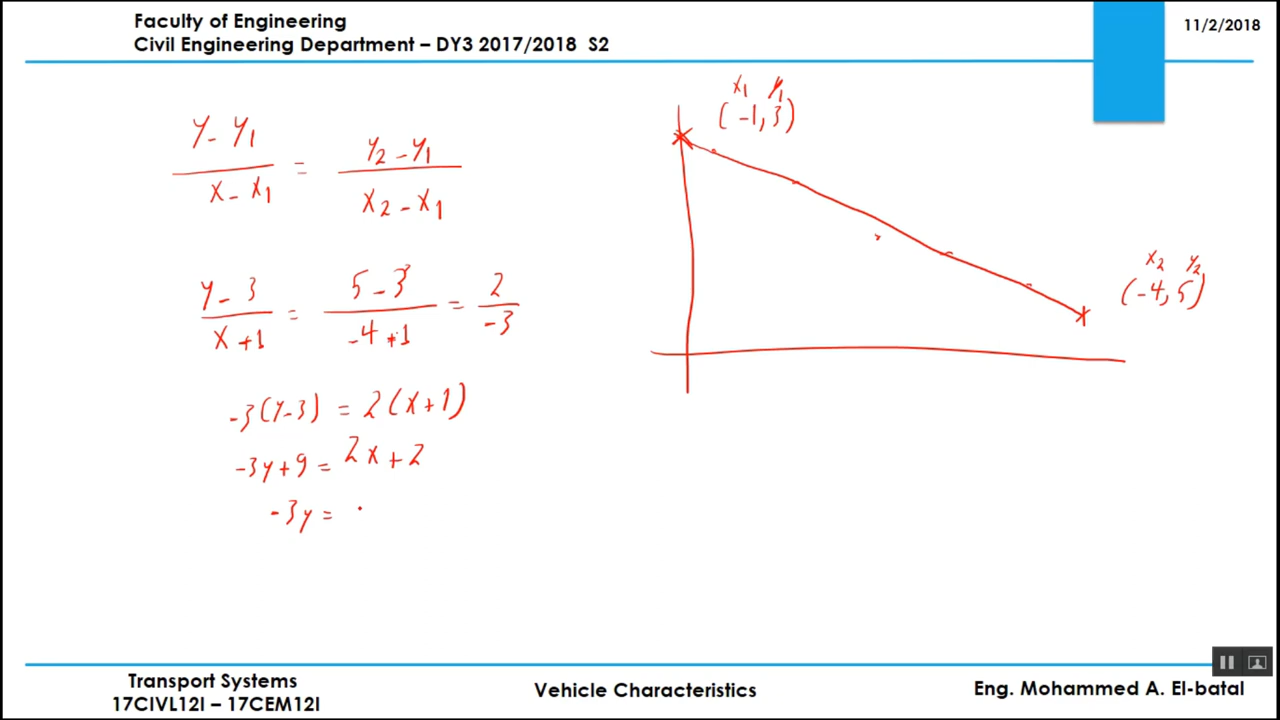 Faculty of Engineering
Civil Engineering Department – DY3 2017/2018 S2
11/2/2018
y - y1 / x - x1 = y2 - y1 / x2 - x1
y - 3 / x + 1 = 5 - 3 / -4 + 1 = 2 / -3
-3(y - 3) = 2(x + 1)
-3y + 9 = 2x + 2
-3y =
x1 y1
(-1, 3)
x2 y2
(-4, 5)
Transport Systems
17CIVL12I – 17CEM12I
Vehicle Characteristics
Eng. Mohammed A. El-batal